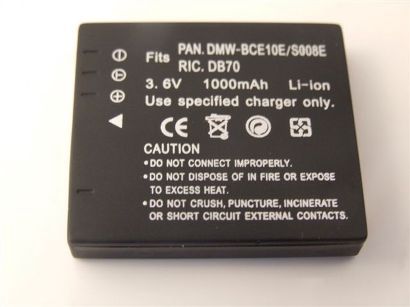 Fits PAN. DMW-BCE10E/S008E
RIC. DB70
3.6V 1000mAh Li-ion
Use specified charger only.
CE
CAUTION
• DO NOT CONNECT IMPROPERLY.
• DO NOT DISPOSE OF IN FIRE OR EXPOSE
TO EXCESS HEAT.
• DO NOT CRUSH, PUNCTURE, INCINERATE
OR SHORT CIRCUIT EXTERNAL CONTACTS.